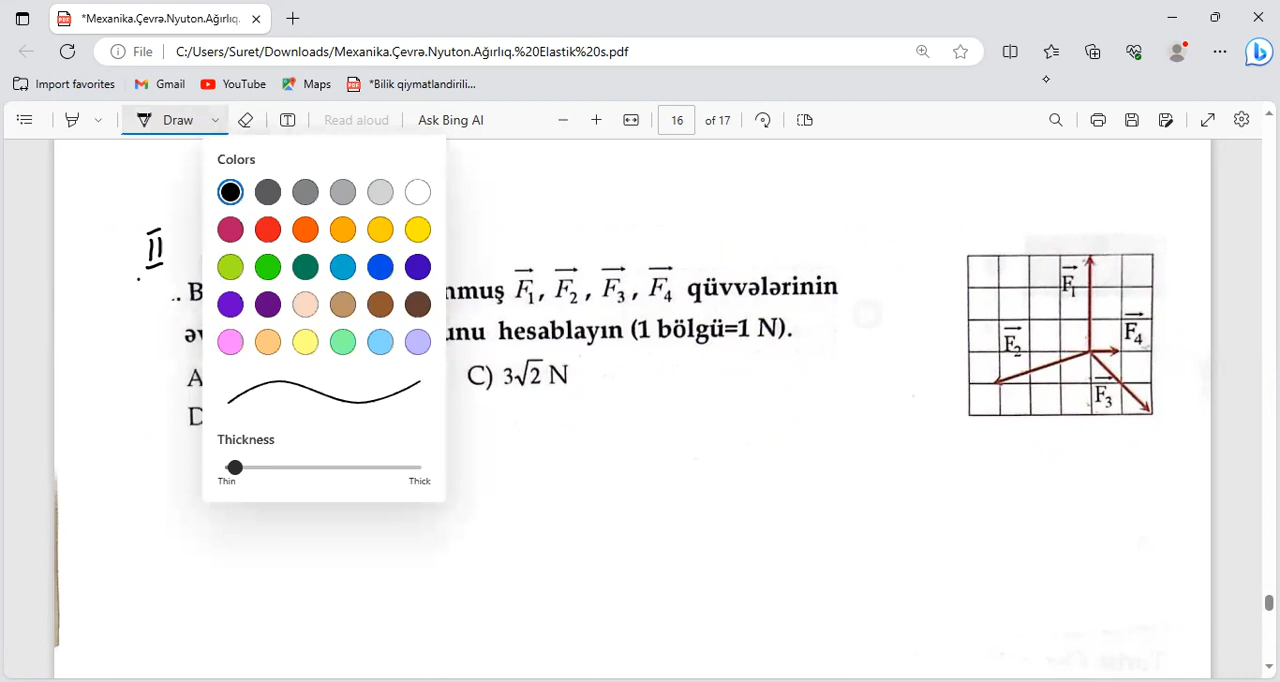 *Mexanika.Çevrə.Nyuton.Ağırlıq.
File
C:/Users/Suret/Downloads/Mexanika.Çevrə.Nyuton.Ağırlıq.%20Elastik%20s.pdf
Import favorites
Gmail
YouTube
Maps
*Bilik qiymatlandirili...
Draw
Read aloud
Ask Bing AI
16
of 17
Colors
Thickness
Thin
Thick
II
.. B
nmuş F₁, F₂, F₃, F₄ qüvvələrinin
unu hesablayın (1 bölgü=1 N).
A
C) 3√2 N
D
F₁
F₂
F₄
F₃